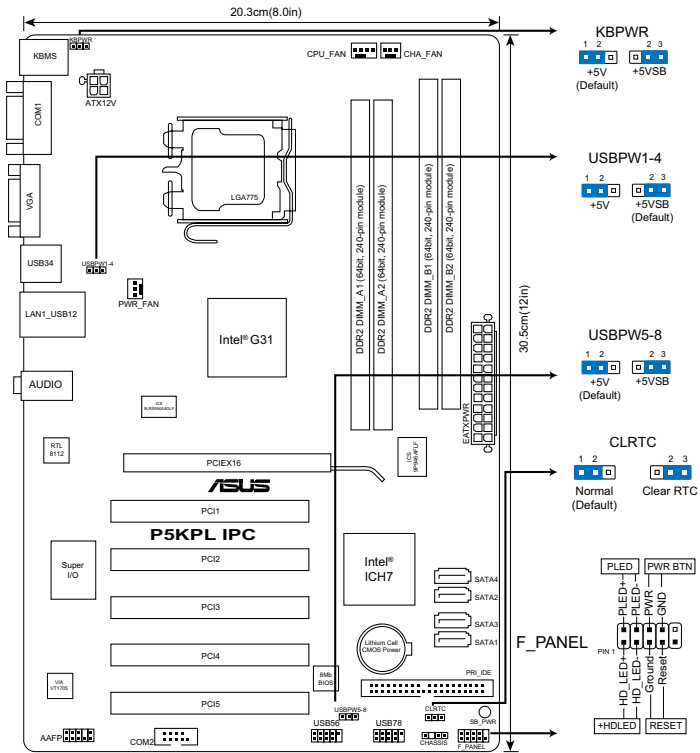 20.3cm(8.0in)
KBPWR
KBMS
CPU_FAN
CHA_FAN
ATX12V
COM1
LGA775
VGA
USB34
USBPW1-4
PWR_FAN
LAN1_USB12
Intel® G31
AUDIO
DDR2 DIMM_A1 (64bit, 240-pin module)
DDR2 DIMM_A2 (64bit, 240-pin module)
DDR2 DIMM_B1 (64bit, 240-pin module)
DDR2 DIMM_B2 (64bit, 240-pin module)
30.5cm(12in)
EATXPWR
ICS
ICS
RTL
8112
PCIEX16
ASUS
PCI1
P5KPL IPC
PCI2
Super
I/O
Intel®
ICH7
PCI3
SATA4
SATA2
SATA3
SATA1
Lithium Cell
CMOS Power
PCI4
8Mb
BIOS
PRI_IDE
VIA
VT1705
PCI5
USBPW5-8
CLRTC
SB_PWR
AAFP
COM2
USB56
USB78
CHASSIS
F_PANEL
KBPWR
1 2
2 3
+5V
(Default)
+5VSB
USBPW1-4
1 2
2 3
+5V
+5VSB
(Default)
USBPW5-8
1 2
2 3
+5V
(Default)
+5VSB
CLRTC
1 2
2 3
Normal
(Default)
Clear RTC
F_PANEL
PLED
PWR BTN
PLED+
PLED-
PWR
GND
PIN 1
HD_LED+
HD_LED-
Ground
Reset
+HDLED
RESET